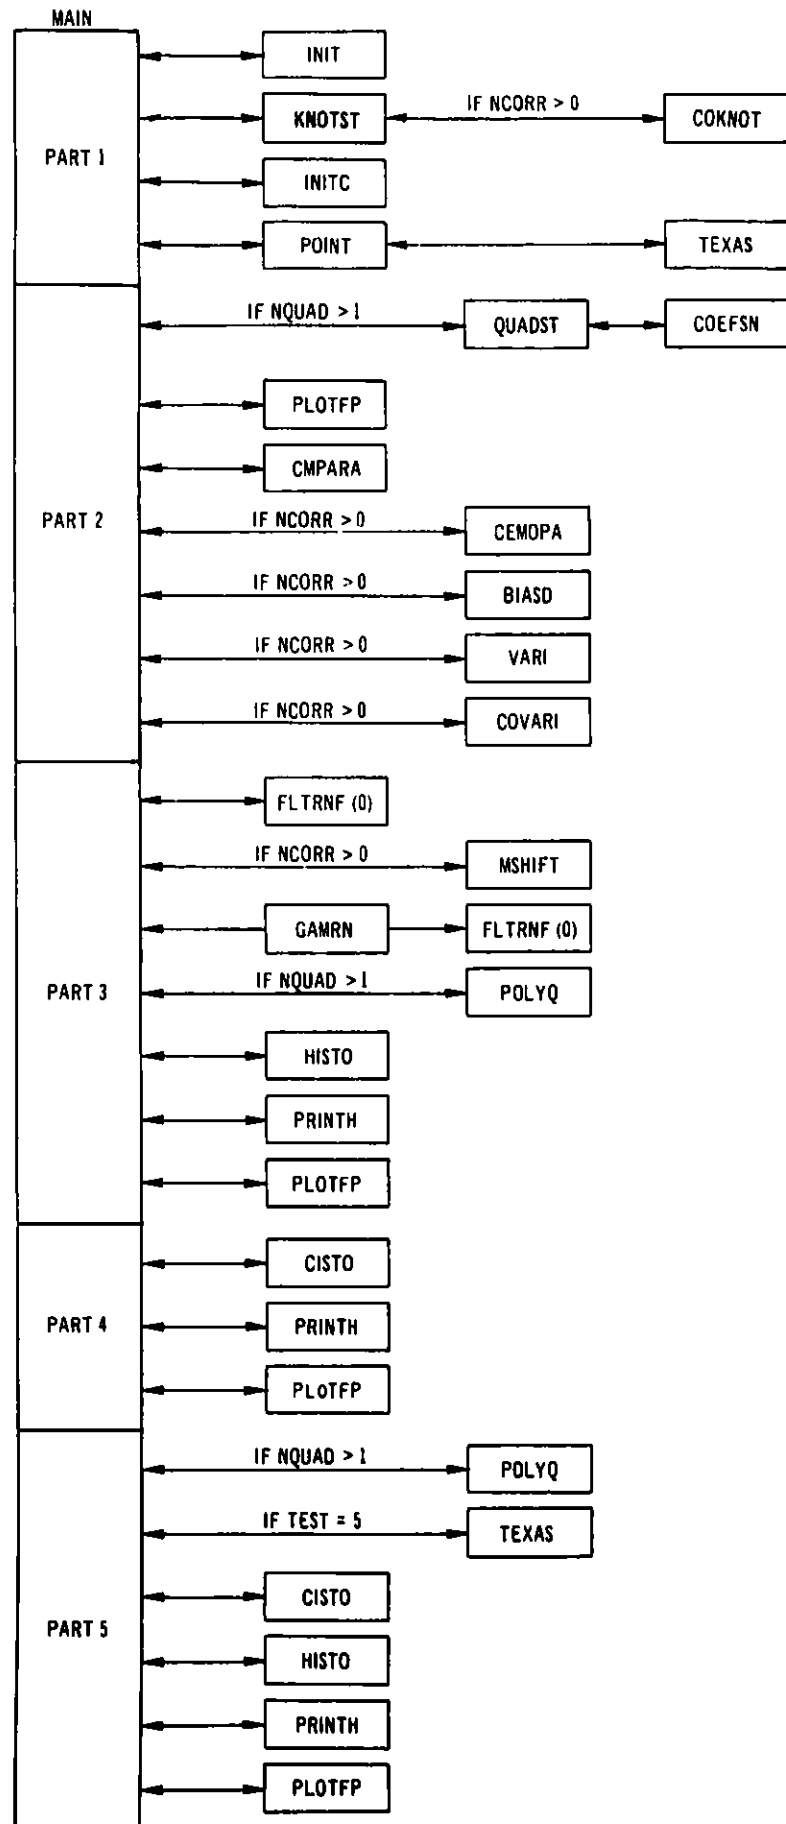 MAIN
PART 1
INIT
KNOTST
IF NCORR > 0
COKNOT
INITC
POINT
TEXAS
PART 2
IF NQUAD > 1
QUADST
COEFSN
PLOTFP
CMPARA
IF NCORR > 0
CEMOPA
IF NCORR > 0
BIASD
IF NCORR > 0
VARI
IF NCORR > 0
COVARI
PART 3
FLTRNF (0)
IF NCORR > 0
MSHIFT
GAMRN
FLTRNF (0)
IF NQUAD > 1
POLYQ
HISTO
PRINTH
PLOTFP
PART 4
CISTO
PRINTH
PLOTFP
PART 5
IF NQUAD > 1
POLYQ
IF TEST = 5
TEXAS
CISTO
HISTO
PRINTH
PLOTFP